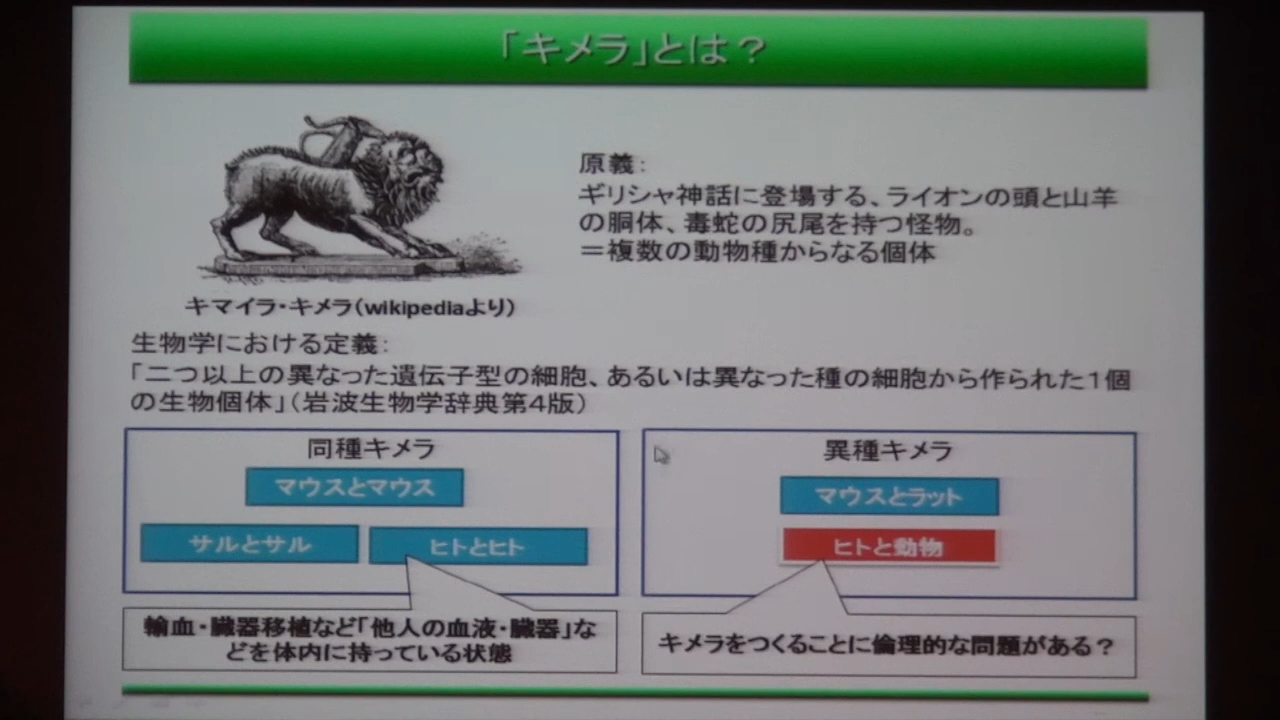 「キメラ」とは？
原義：
ギリシャ神話に登場する、ライオンの頭と山羊
の胴体、毒蛇の尻尾を持つ怪物。
＝複数の動物種からなる個体
キマイラ・キメラ（wikipediaより）
生物学における定義：
「二つ以上の異なった遺伝子型の細胞、あるいは異なった種の細胞から作られた１個
の生物個体」（岩波生物学辞典第４版）
同種キメラ
マウスとマウス
サルとサル
ヒトとヒト
輸血・臓器移植など「他人の血液・臓器」な
どを体内に持っている状態
異種キメラ
マウスとラット
ヒトと動物
キメラをつくることに倫理的な問題がある？